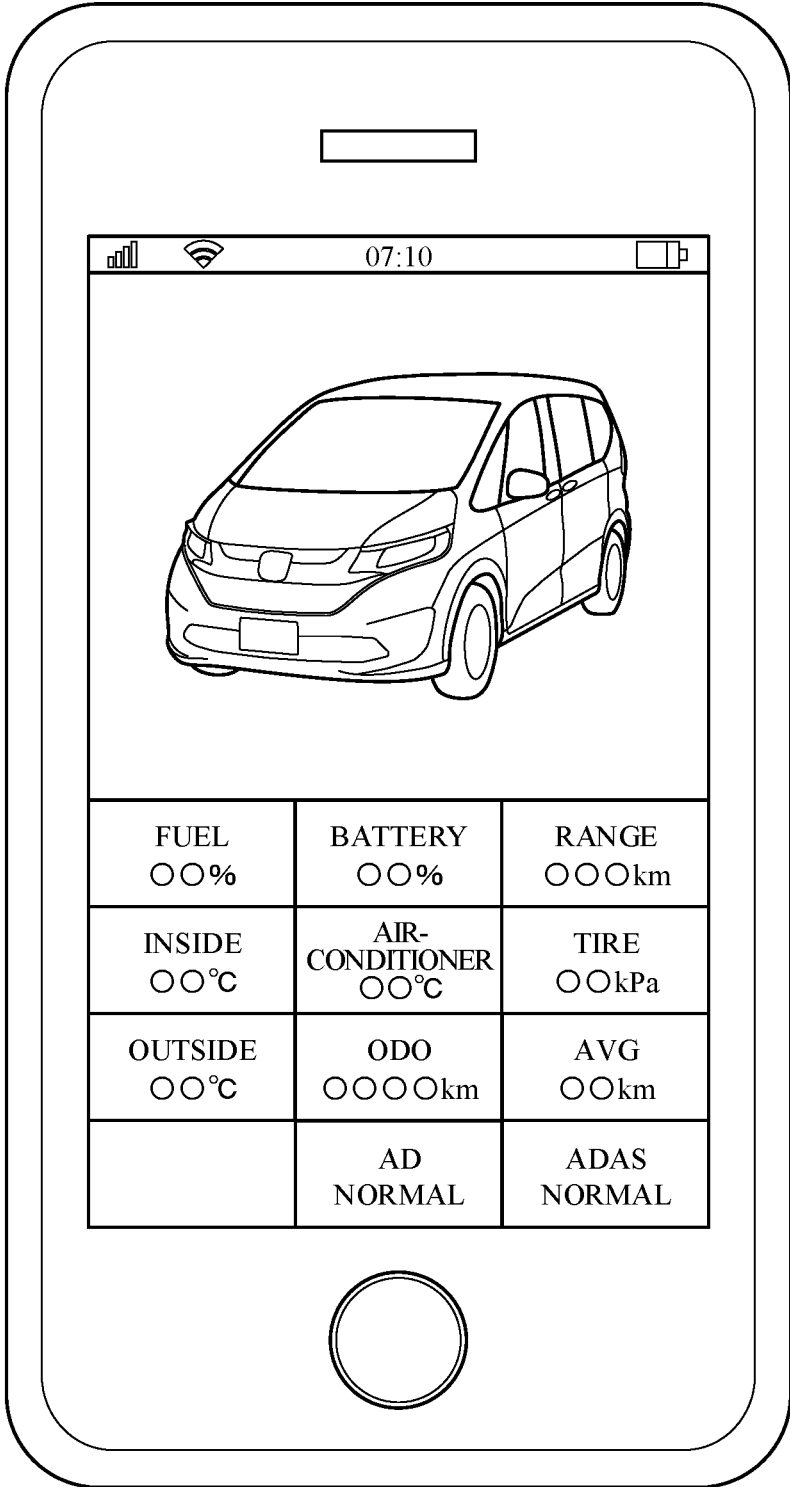 07:10
FUEL
○○%
BATTERY
○○%
RANGE
○○○km
INSIDE
○○℃
AIR-
CONDITIONER
○○℃
TIRE
○○kPa
OUTSIDE
○○℃
ODO
○○○○km
AVG
○○km
AD
NORMAL
ADAS
NORMAL